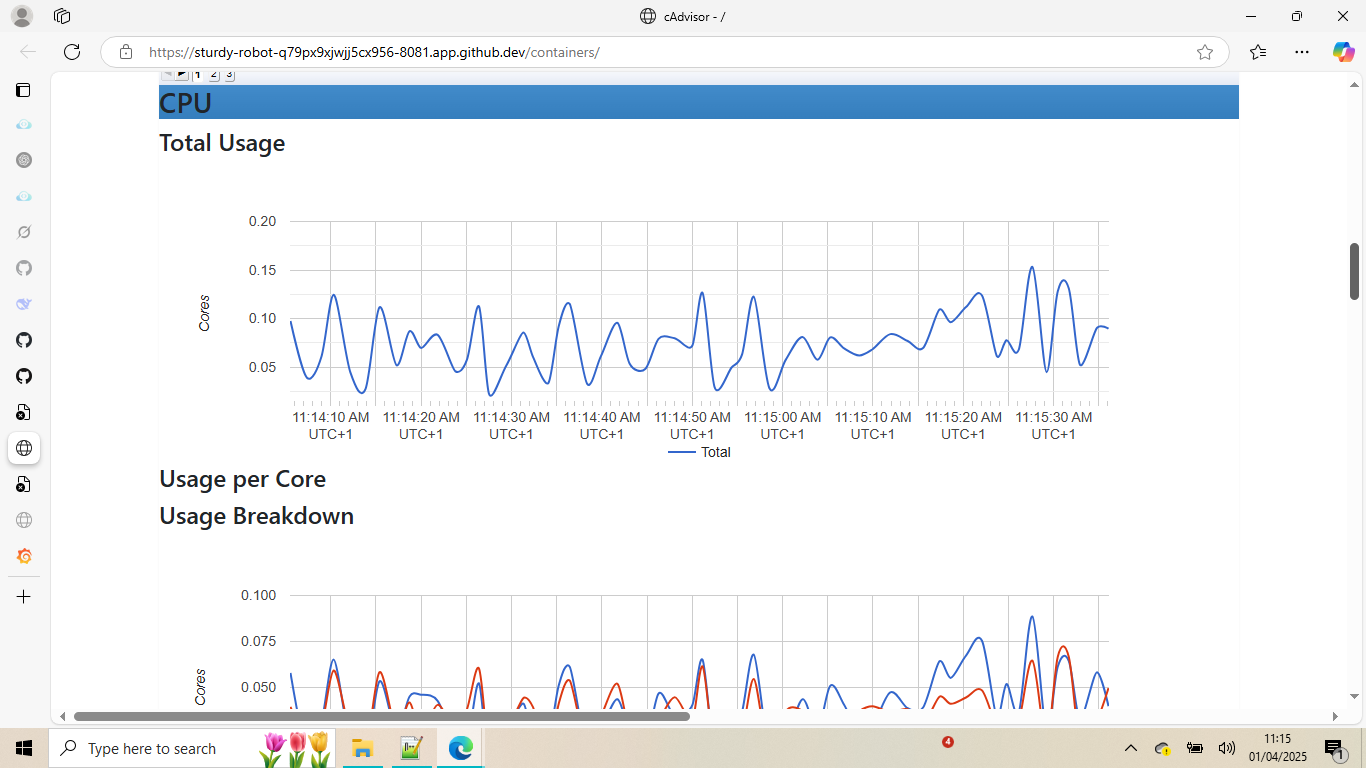 cAdvisor - /
https://sturdy-robot-q79px9xjwjj5cx956-8081.app.github.dev/containers/
1 2 3
CPU
Total Usage
0.20
0.15
0.10
0.05
Cores
11:14:10 AM 11:14:20 AM 11:14:30 AM 11:14:40 AM 11:14:50 AM 11:15:00 AM 11:15:10 AM 11:15:20 AM 11:15:30 AM
UTC+1 UTC+1 UTC+1 UTC+1 UTC+1 UTC+1 UTC+1 UTC+1 UTC+1
Total
Usage per Core
Usage Breakdown
0.100
0.075
0.050
Cores
Type here to search
4
11:15
01/04/2025
1